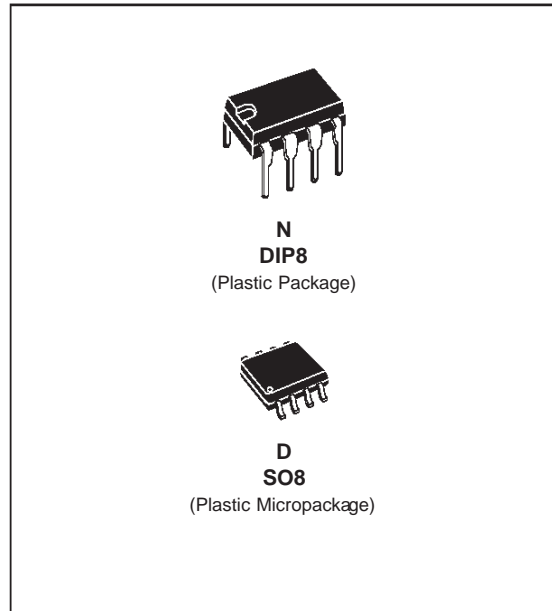 N
DIP8
(Plastic Package)
D
SO8
(Plastic Micropackage)